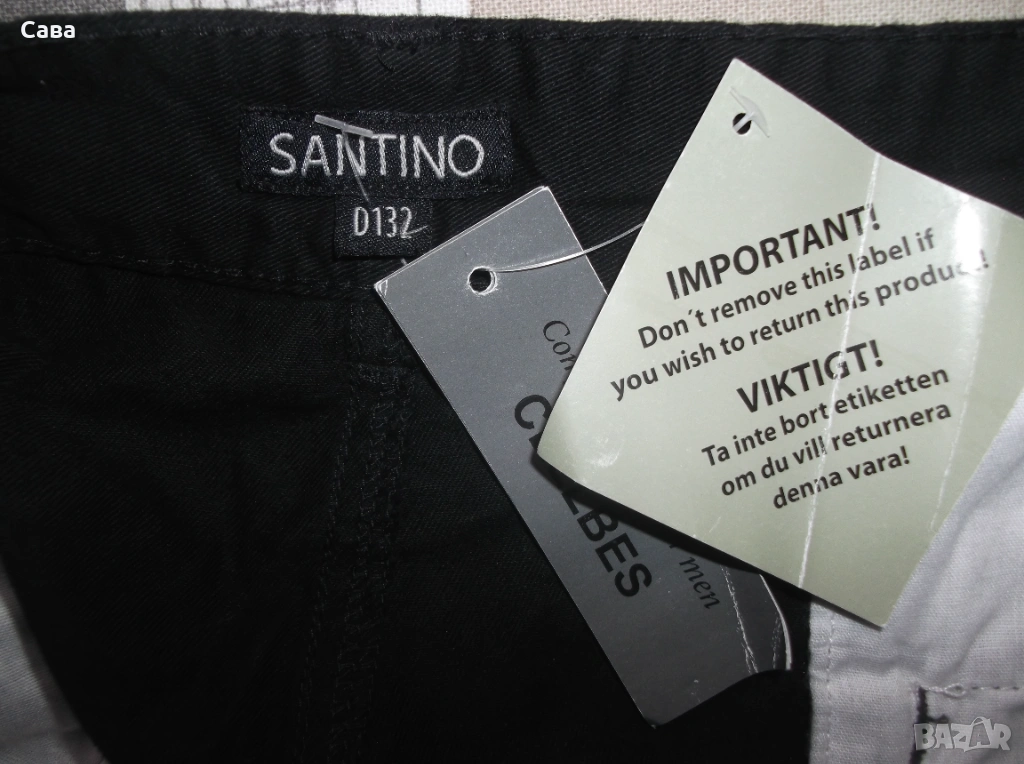 Сава
SANTINO
D132
IMPORTANT!
Don´t remove this label if
you wish to return this product!
VIKTIGT!
Ta inte bort etiketten
om du vill returnera
denna vara!
men
BAZAR